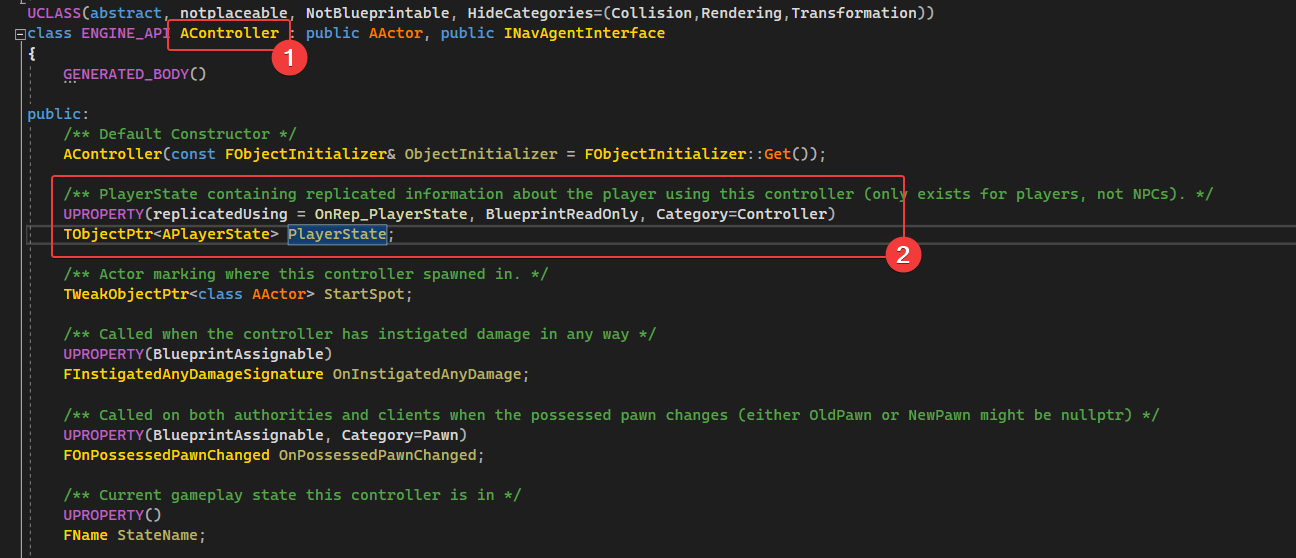 UCLASS(abstract, notplaceable, NotBlueprintable, HideCategories=(Collision,Rendering,Transformation))
class ENGINE_API AController : public AActor, public INavAgentInterface
1
{
GENERATED_BODY()
public:
/** Default Constructor */
AController(const FObjectInitializer& ObjectInitializer = FObjectInitializer::Get());
/** PlayerState containing replicated information about the player using this controller (only exists for players, not NPCs). */
UPROPERTY(replicatedUsing = OnRep_PlayerState, BlueprintReadOnly, Category=Controller)
TObjectPtr<APlayerState> PlayerState;
2
/** Actor marking where this controller spawned in. */
TWeakObjectPtr<class AActor> StartSpot;
/** Called when the controller has instigated damage in any way */
UPROPERTY(BlueprintAssignable)
FInstigatedAnyDamageSignature OnInstigatedAnyDamage;
/** Called on both authorities and clients when the possessed pawn changes (either OldPawn or NewPawn might be nullptr) */
UPROPERTY(BlueprintAssignable, Category=Pawn)
FOnPossessedPawnChanged OnPossessedPawnChanged;
/** Current gameplay state this controller is in */
UPROPERTY()
FName StateName;